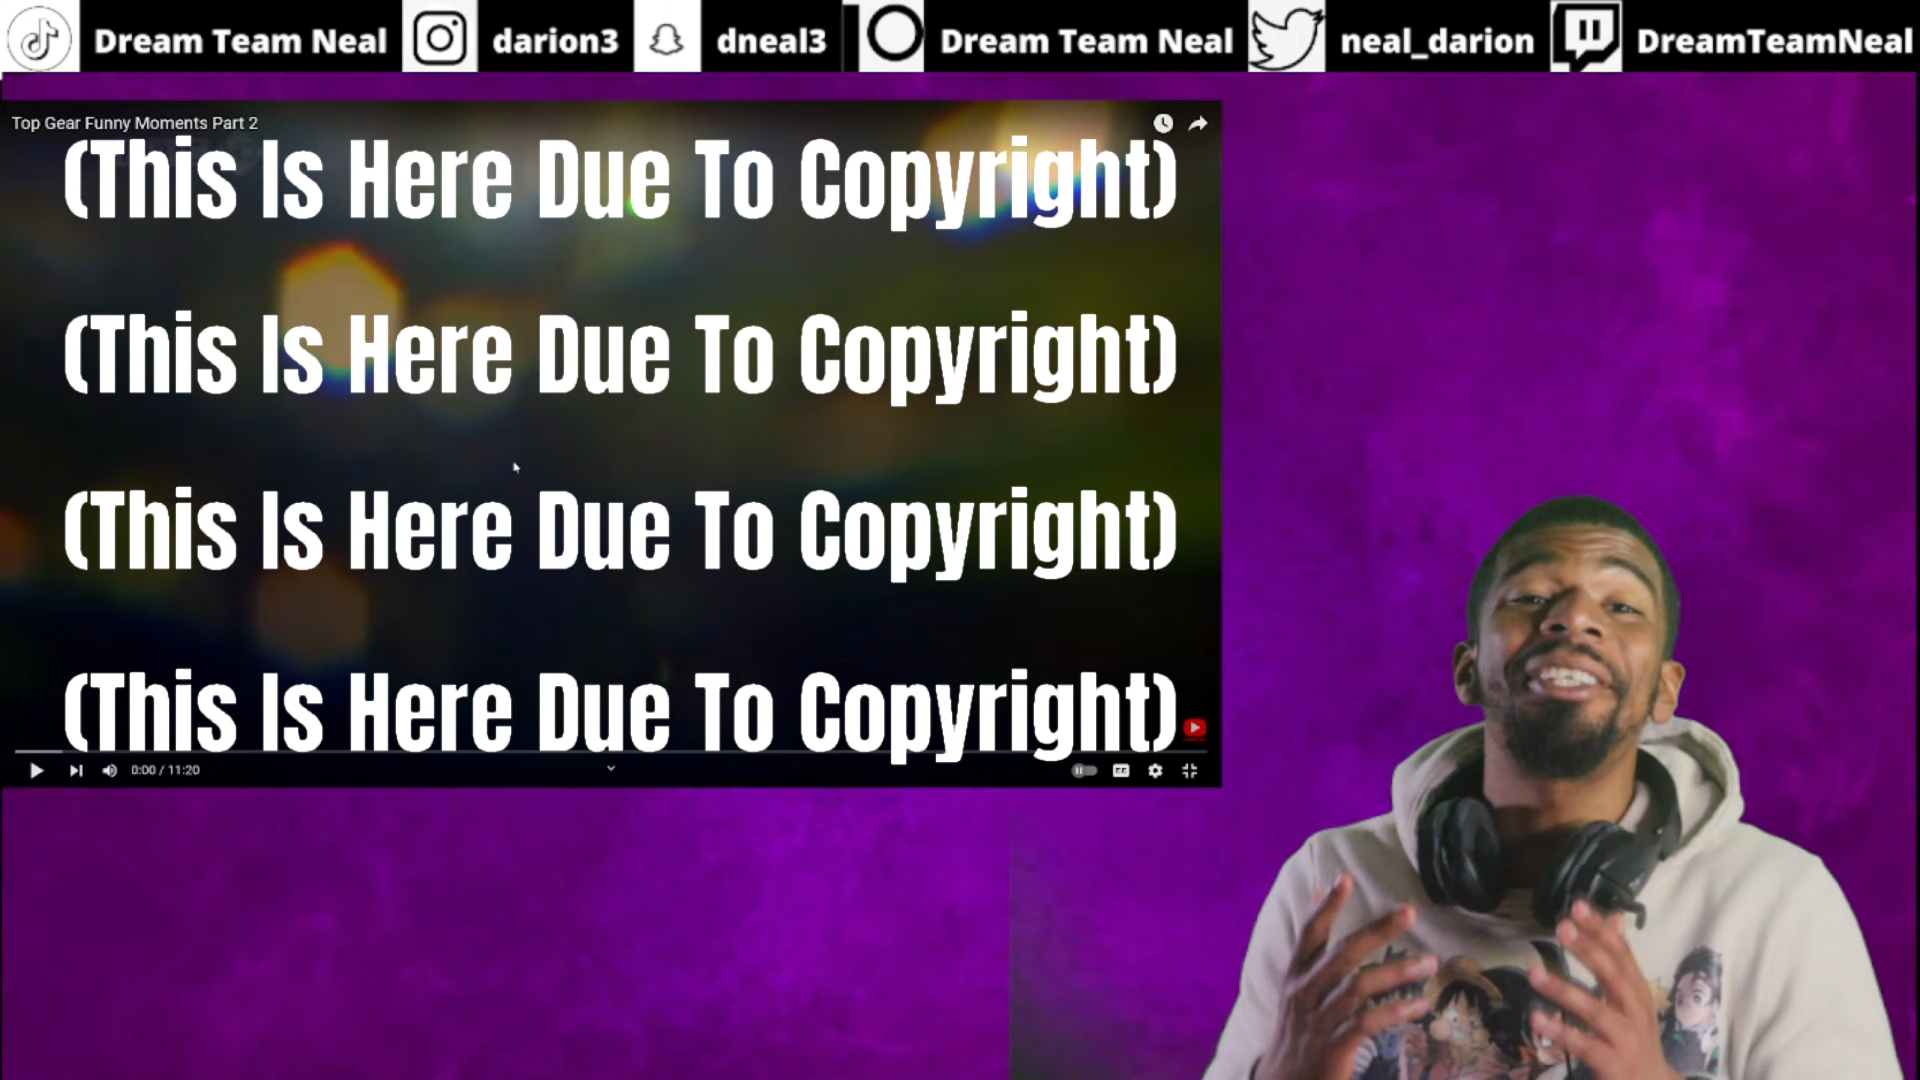 Dream Team Neal darion3 dneal3 Dream Team Neal neal_darion DreamTeamNeal
Top Gear Funny Moments Part 2
(This Is Here Due To Copyright)
(This Is Here Due To Copyright)
(This Is Here Due To Copyright)
(This Is Here Due To Copyright)
0:00 / 11:20